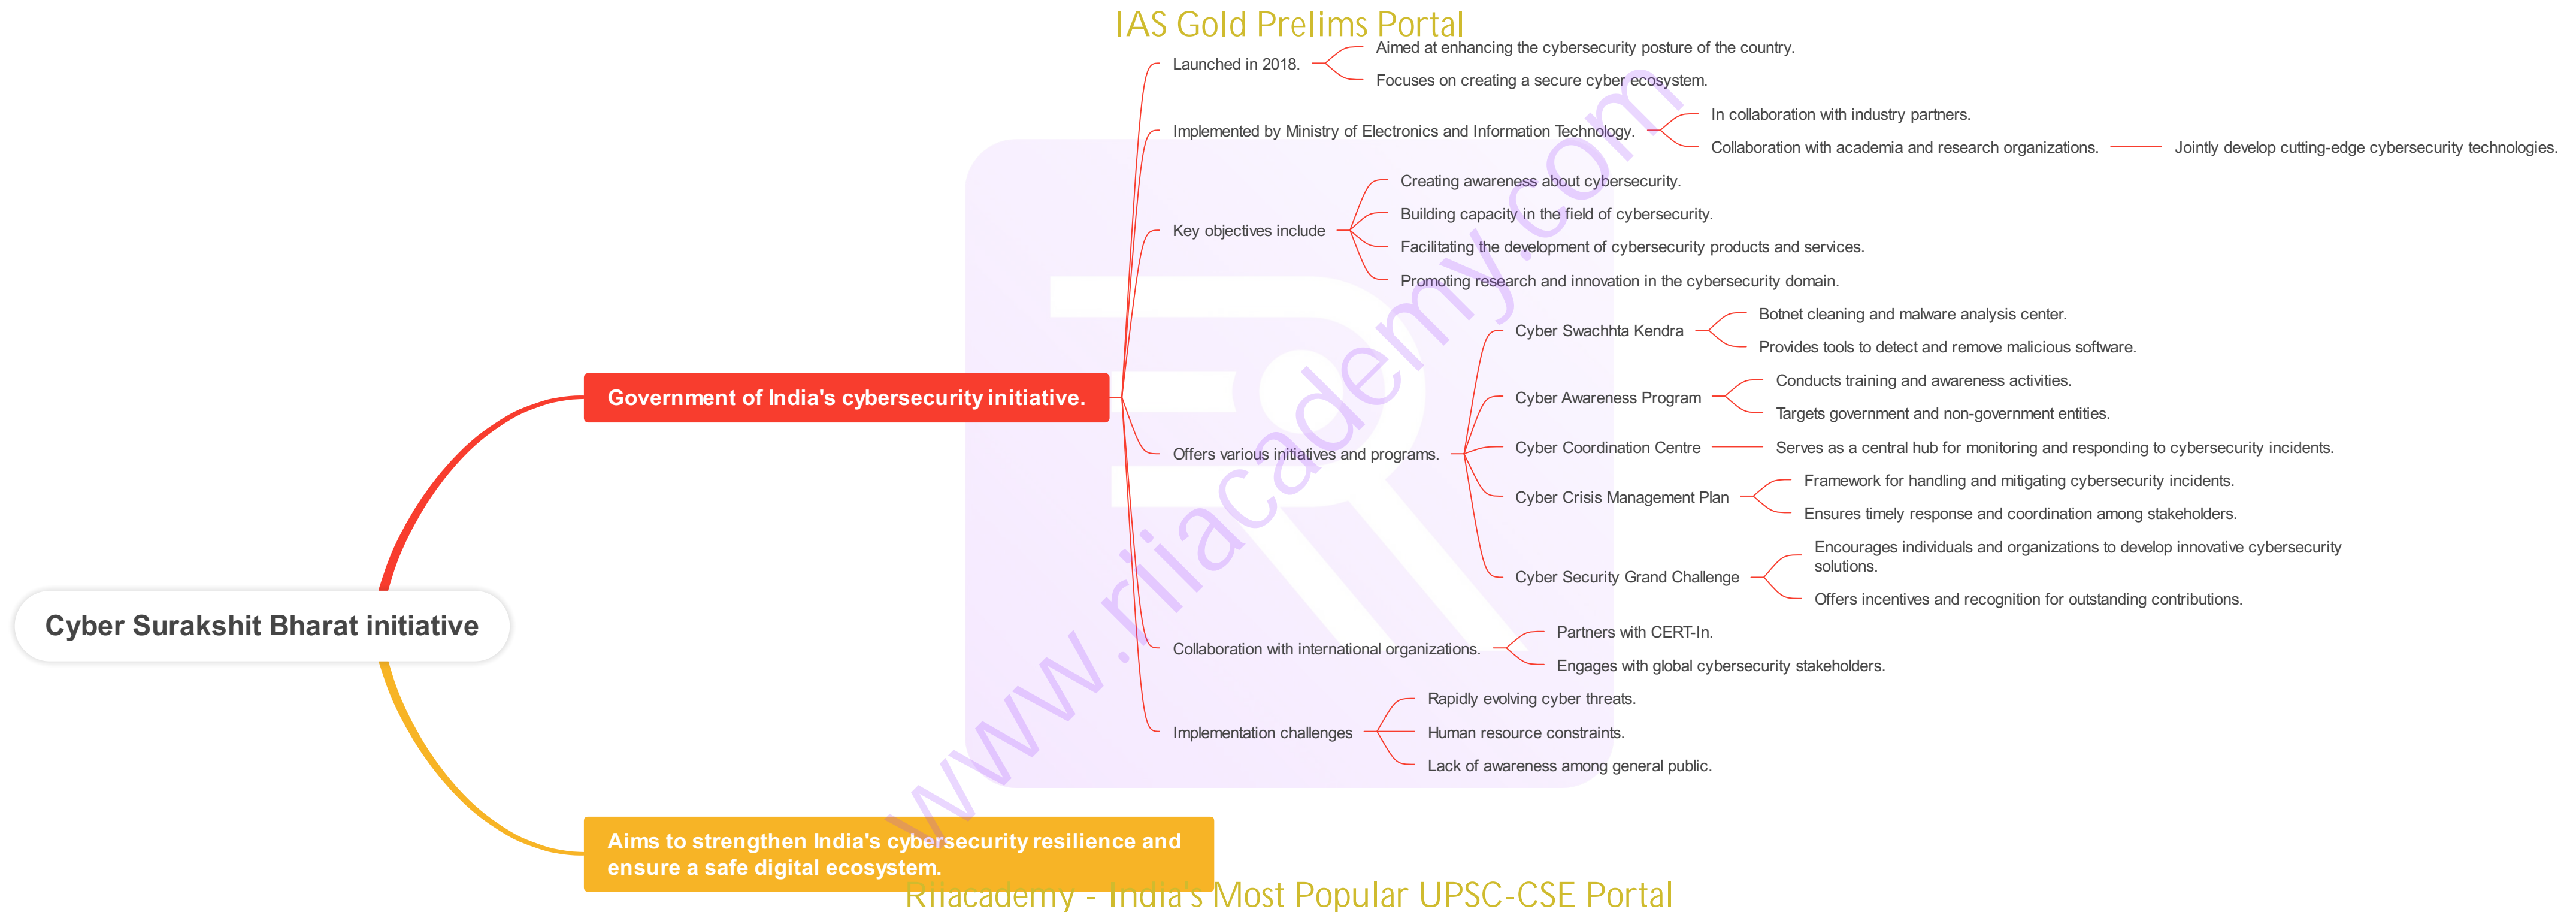 IAS Gold Prelims Portal
Cyber Surakshit Bharat initiative
Government of India's cybersecurity initiative.
Launched in 2018.
Aimed at enhancing the cybersecurity posture of the country.
Focuses on creating a secure cyber ecosystem.
Implemented by Ministry of Electronics and Information Technology.
In collaboration with industry partners.
Collaboration with academia and research organizations.
Jointly develop cutting-edge cybersecurity technologies.
Key objectives include
Creating awareness about cybersecurity.
Building capacity in the field of cybersecurity.
Facilitating the development of cybersecurity products and services.
Promoting research and innovation in the cybersecurity domain.
Offers various initiatives and programs.
Cyber Swachhta Kendra
Botnet cleaning and malware analysis center.
Provides tools to detect and remove malicious software.
Cyber Awareness Program
Conducts training and awareness activities.
Targets government and non-government entities.
Cyber Coordination Centre
Serves as a central hub for monitoring and responding to cybersecurity incidents.
Cyber Crisis Management Plan
Framework for handling and mitigating cybersecurity incidents.
Ensures timely response and coordination among stakeholders.
Cyber Security Grand Challenge
Encourages individuals and organizations to develop innovative cybersecurity
solutions.
Offers incentives and recognition for outstanding contributions.
Collaboration with international organizations.
Partners with CERT-In.
Engages with global cybersecurity stakeholders.
Implementation challenges
Rapidly evolving cyber threats.
Human resource constraints.
Lack of awareness among general public.
Aims to strengthen India's cybersecurity resilience and
ensure a safe digital ecosystem.
www.riiacademy.com
Riiacademy - India's Most Popular UPSC-CSE Portal